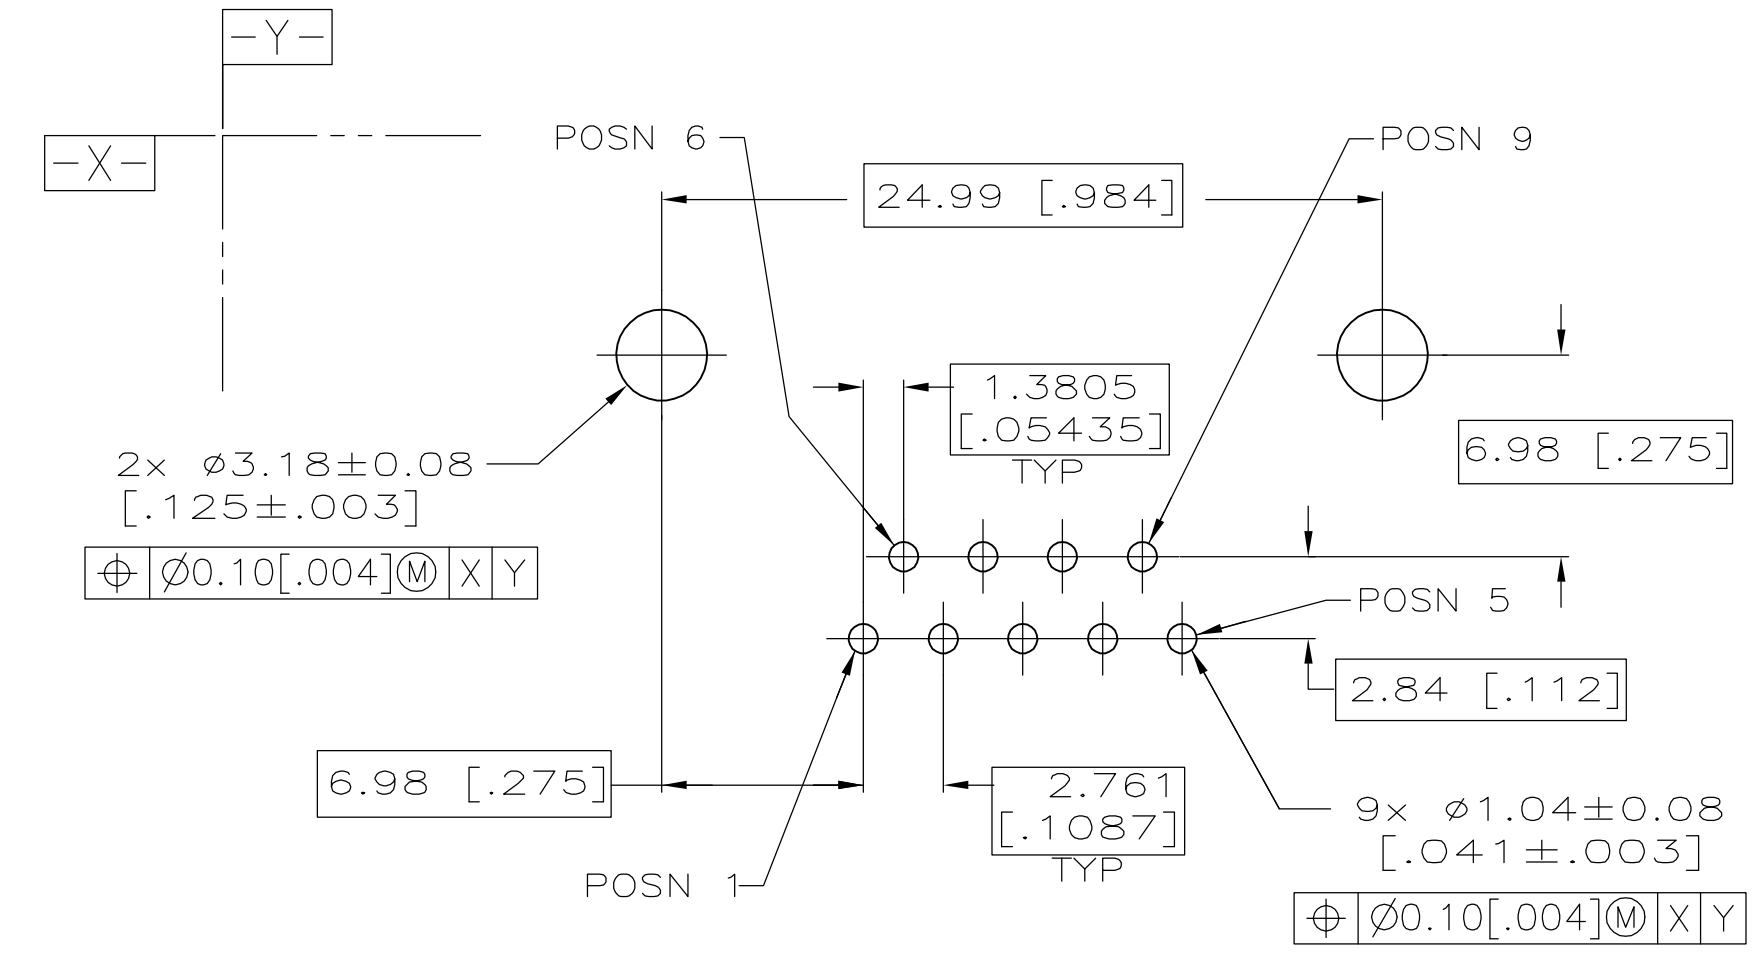 -Y-
-X-
POSN 6
POSN 9
24.99 [.984]
1.3805
[.05435]
TYP
6.98 [.275]
2x ⌀3.18±0.08
[.125±.003]
⌖ ⌀0.10[.004]Ⓜ X Y
POSN 5
2.84 [.112]
6.98 [.275]
2.761
[.1087]
TYP
9x ⌀1.04±0.08
[.041±.003]
POSN 1
⌖ ⌀0.10[.004]Ⓜ X Y